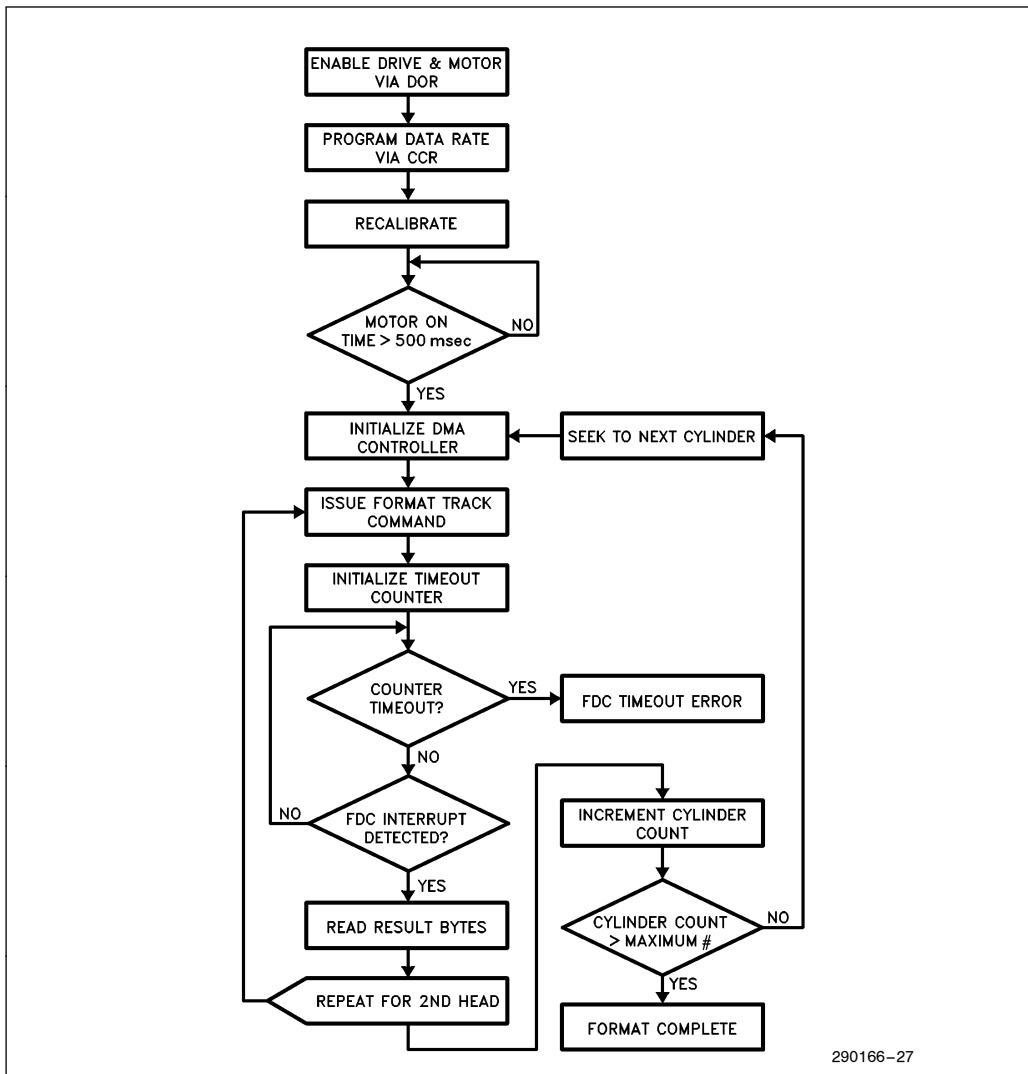 ENABLE DRIVE & MOTOR
VIA DOR
PROGRAM DATA RATE
VIA CCR
RECALIBRATE
MOTOR ON
TIME > 500 msec
NO
YES
INITIALIZE DMA
CONTROLLER
SEEK TO NEXT CYLINDER
ISSUE FORMAT TRACK
COMMAND
INITIALIZE TIMEOUT
COUNTER
COUNTER
TIMEOUT?
YES
FDC TIMEOUT ERROR
NO
FDC INTERRUPT
DETECTED?
NO
YES
READ RESULT BYTES
REPEAT FOR 2ND HEAD
INCREMENT CYLINDER
COUNT
CYLINDER COUNT
> MAXIMUM #
NO
YES
FORMAT COMPLETE
290166-27